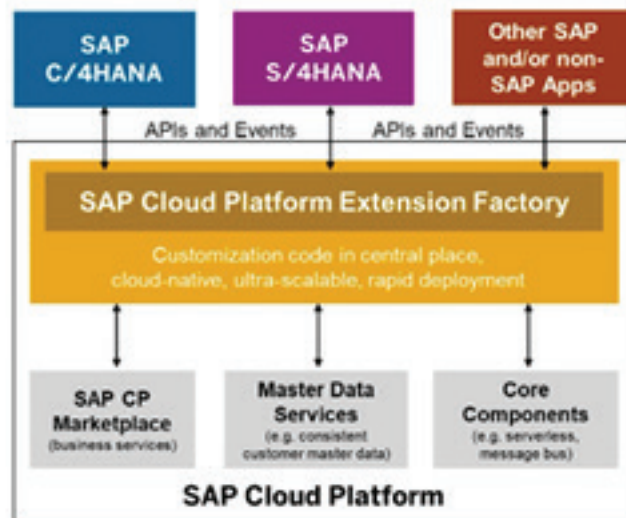 SAP
C/4HANA
SAP
S/4HANA
Other SAP
and/or non-
SAP Apps
APIs and Events
APIs and Events
SAP Cloud Platform Extension Factory
Customization code in central place,
cloud-native, ultra-scalable, rapid deployment
SAP CP
Marketplace
(business services)
Master Data
Services
(e.g. consistent
customer master data)
Core
Components
(e.g. serverless,
message bus)
SAP Cloud Platform